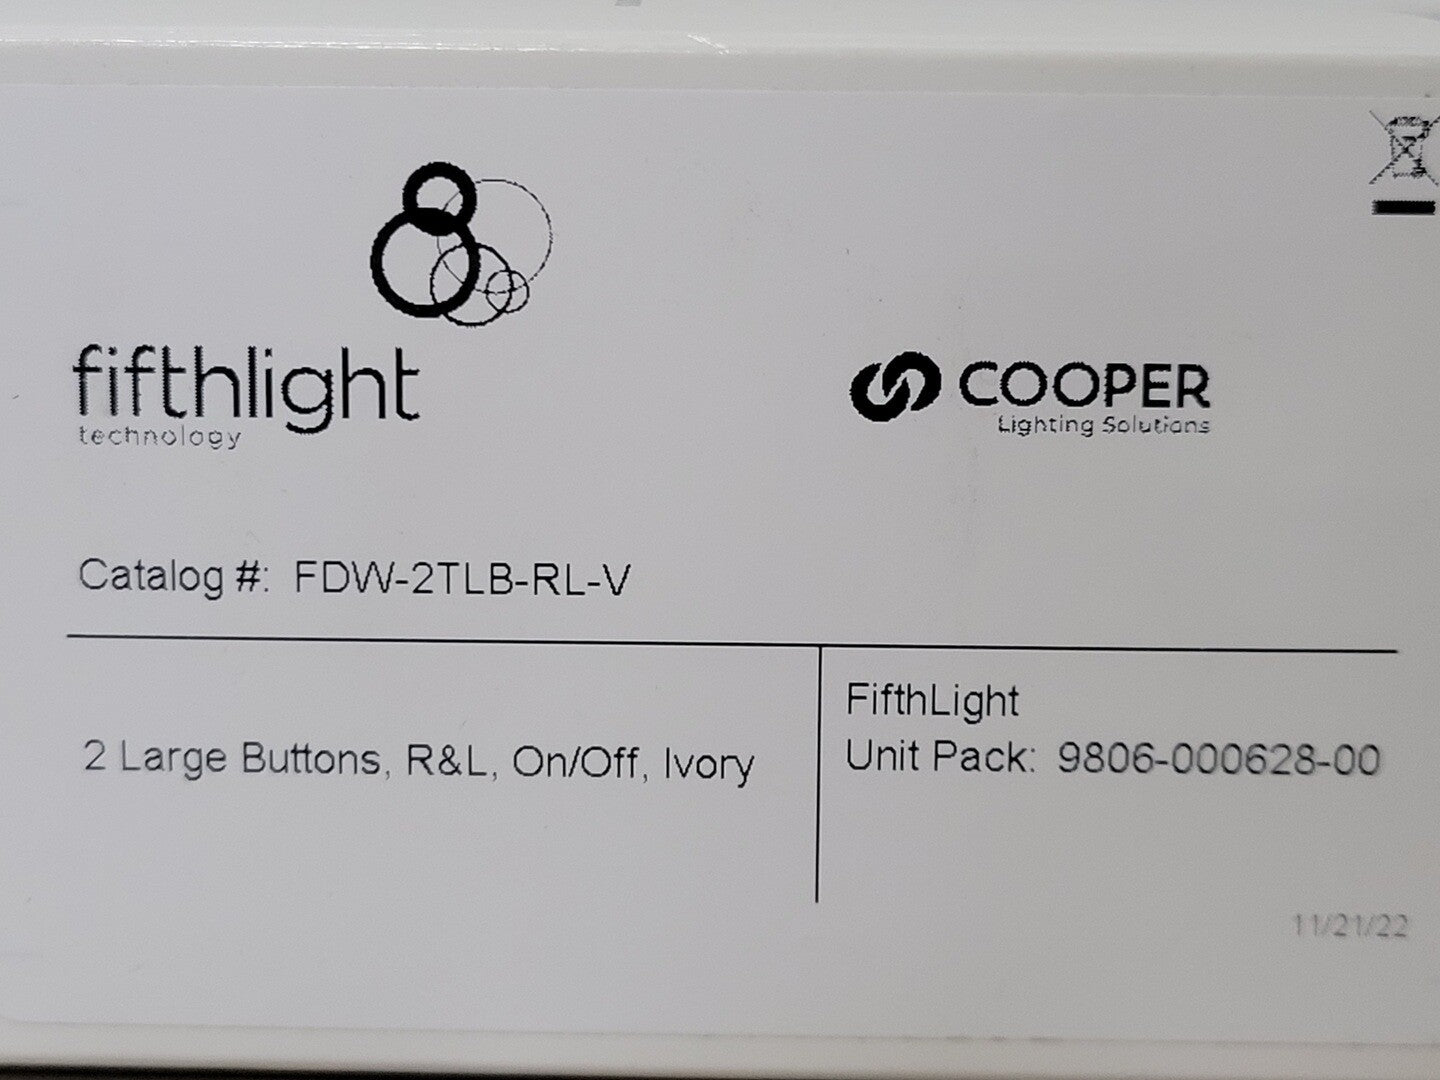 fifthlight
technology
COOPER
Lighting Solutions
Catalog #: FDW-2TLB-RL-V
2 Large Buttons, R&L, On/Off, Ivory
FifthLight
Unit Pack: 9806-000628-00
11/21/22